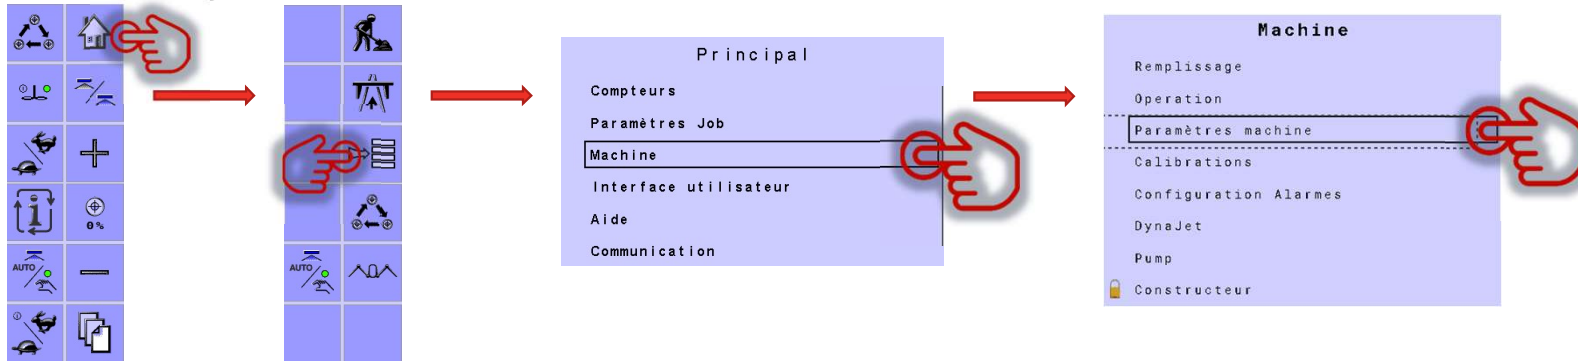 0%
AUTO
AUTO
Principal
Compteurs
Paramètres Job
Machine
Interface utilisateur
Aide
Communication
Machine
Remplissage
Operation
Paramètres machine
Calibrations
Configuration Alarmes
DynaJet
Pump
Constructeur